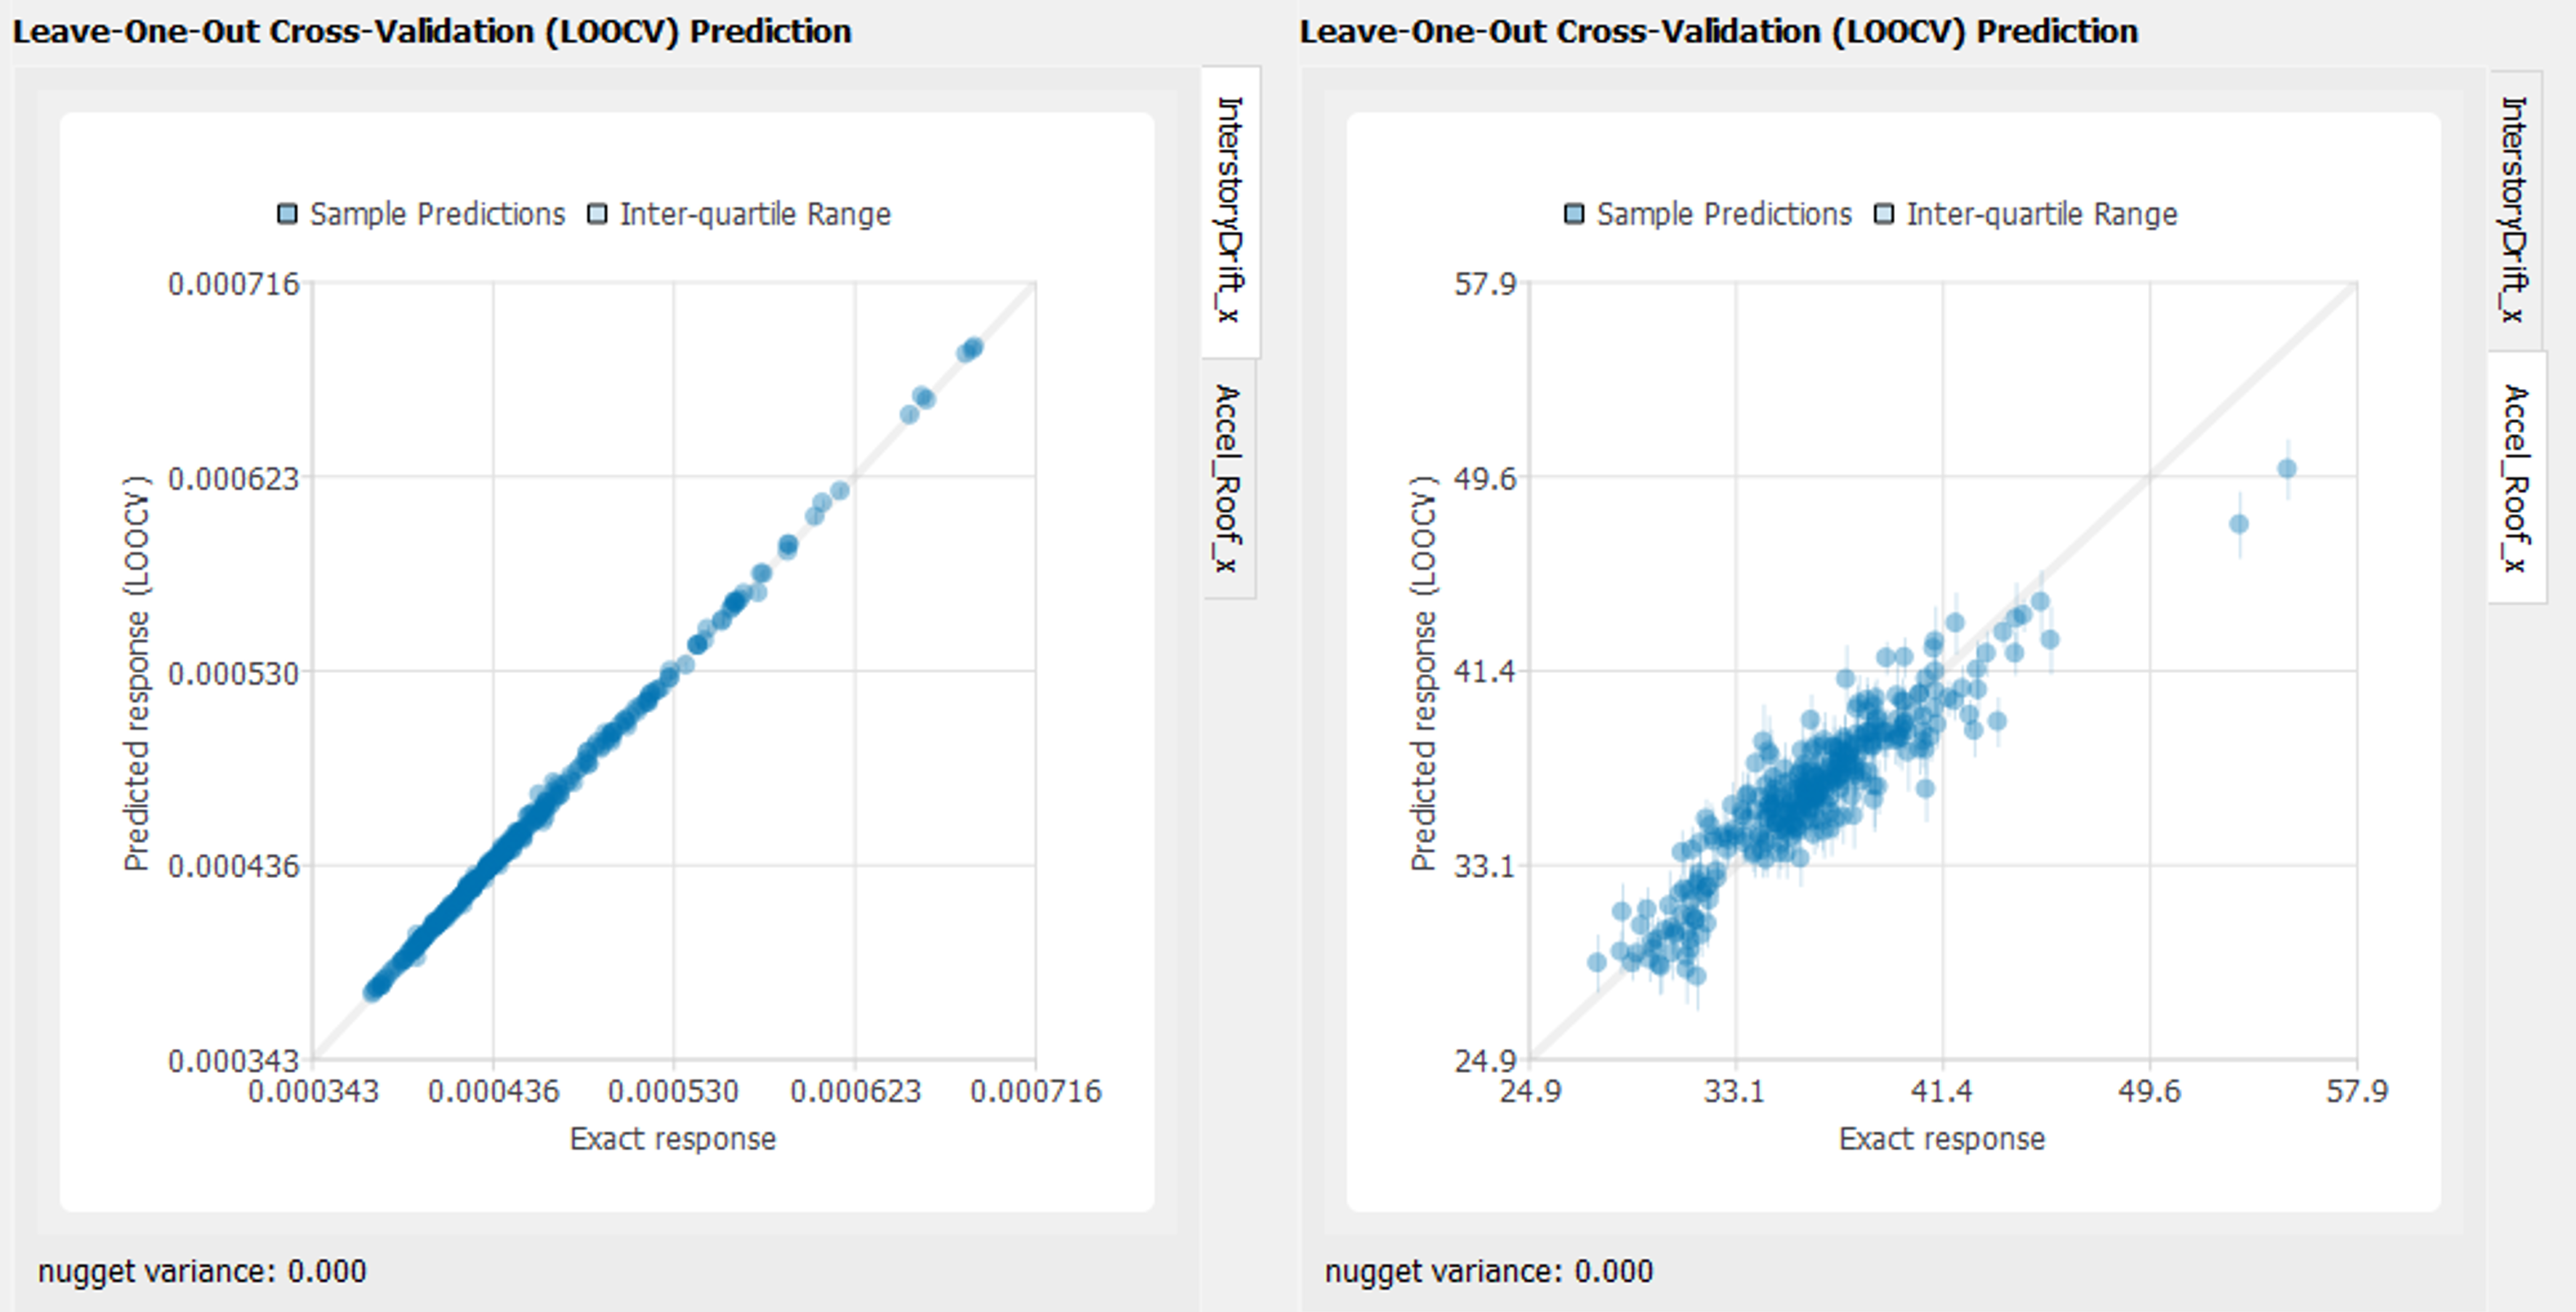 Leave-One-Out Cross-Validation (LOOCV) Prediction
Sample Predictions Inter-quartile Range
0.000716
0.000623
0.000530
0.000436
0.000343
Predicted response (LOOCV)
0.000343 0.000436 0.000530 0.000623 0.000716
Exact response
InterstoryDrift_x
Accel_Roof_x
nugget variance: 0.000
Leave-One-Out Cross-Validation (LOOCV) Prediction
Sample Predictions Inter-quartile Range
57.9
49.6
41.4
33.1
24.9
Predicted response (LOOCV)
24.9 33.1 41.4 49.6 57.9
Exact response
InterstoryDrift_x
Accel_Roof_x
nugget variance: 0.000